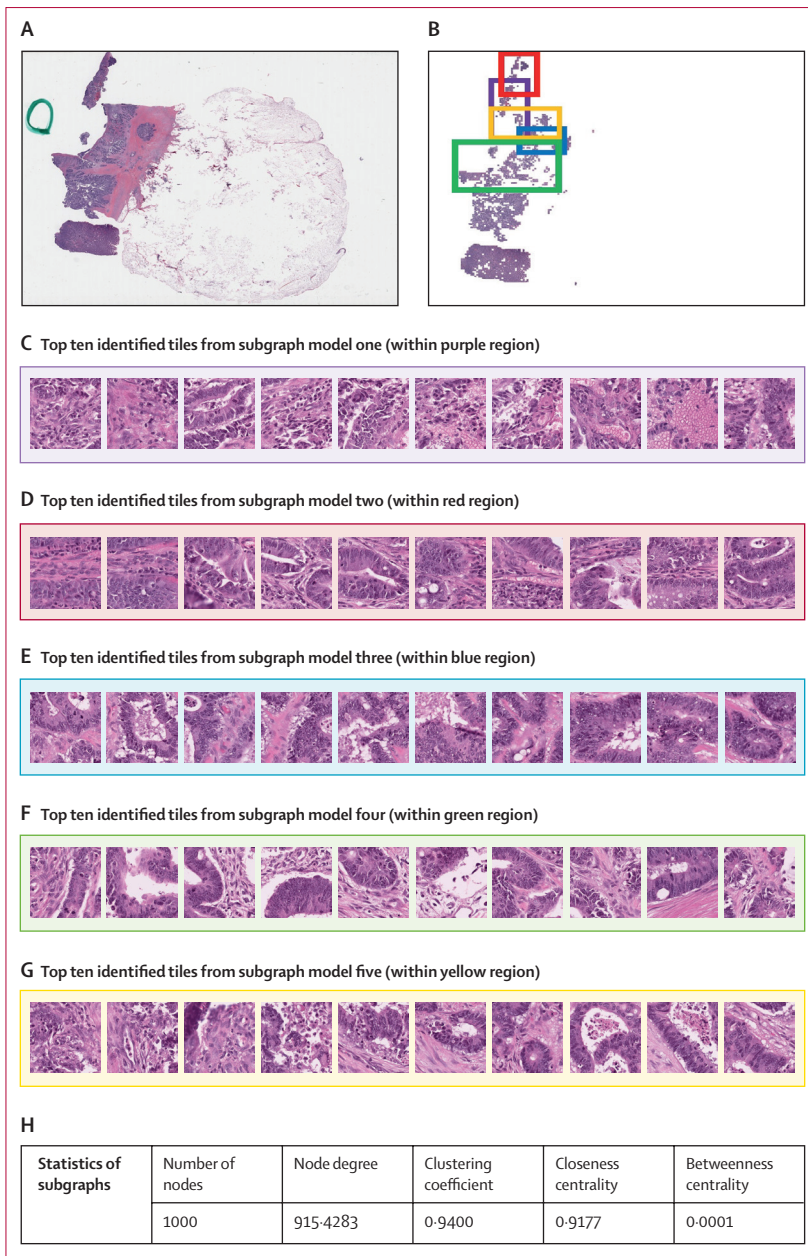 A
B
C Top ten identified tiles from subgraph model one (within purple region)
D Top ten identified tiles from subgraph model two (within red region)
E Top ten identified tiles from subgraph model three (within blue region)
F Top ten identified tiles from subgraph model four (within green region)
G Top ten identified tiles from subgraph model five (within yellow region)
H
Statistics of subgraphs
Number of nodes
Node degree
Clustering coefficient
Closeness centrality
Betweenness centrality
1000
915·4283
0·9400
0·9177
0·0001